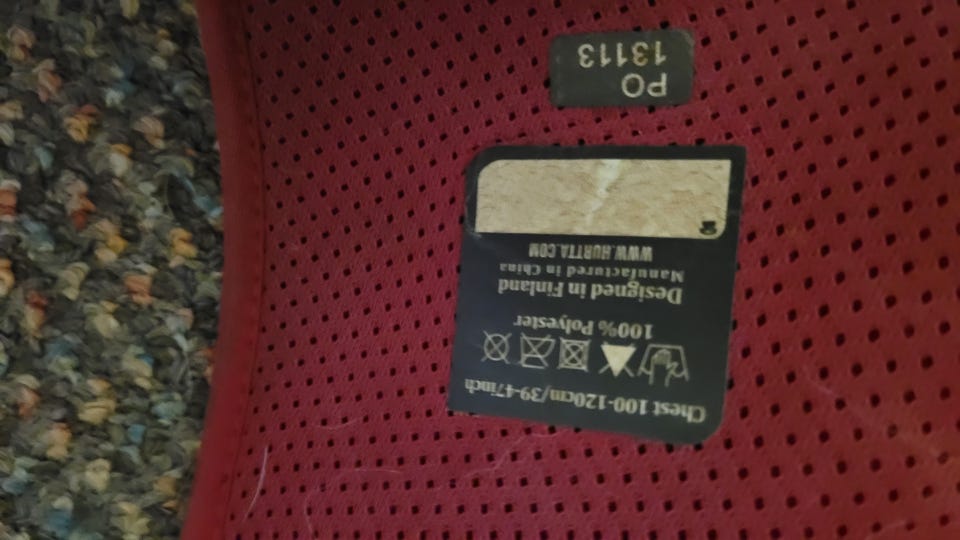 Chest 100-120cm/39-47inch
100% Polyester
Designed in Finland
Manufactured in China
WWW.HURTTA.COM
PO
13113